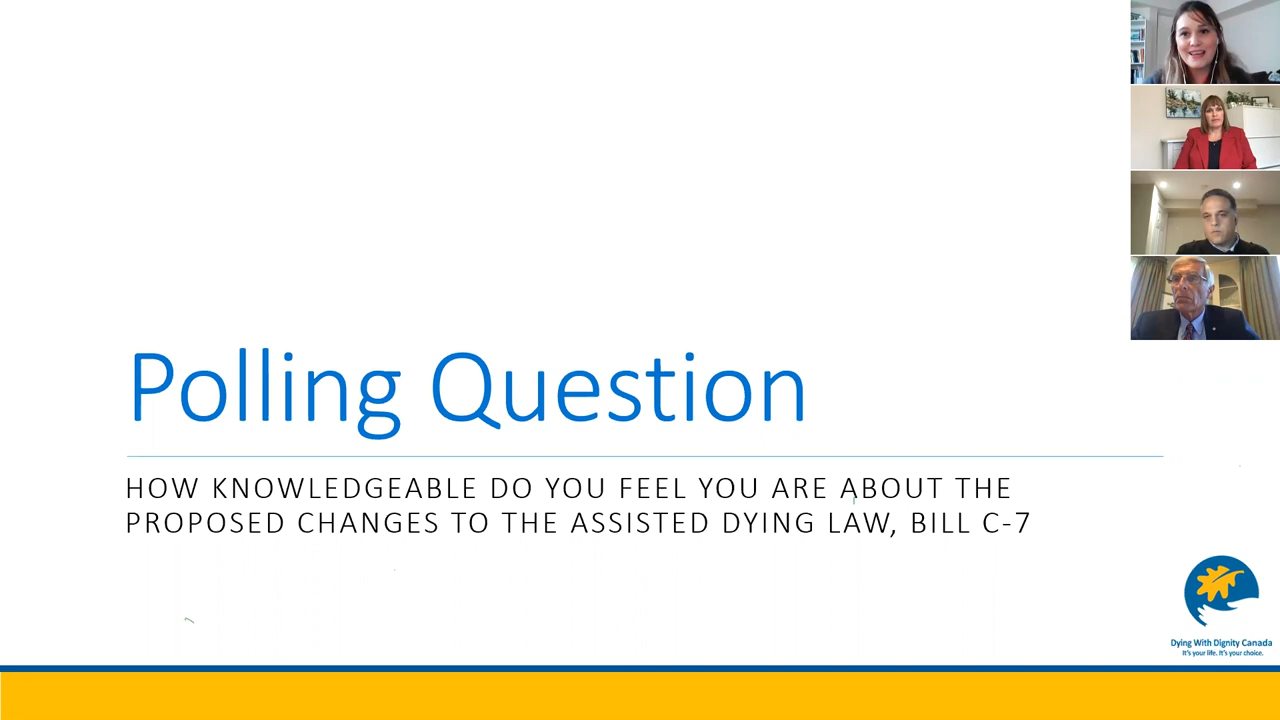 Polling Question
HOW KNOWLEDGEABLE DO YOU FEEL YOU ARE ABOUT THE
PROPOSED CHANGES TO THE ASSISTED DYING LAW, BILL C-7
Dying With Dignity Canada
It's your life. It's your choice.